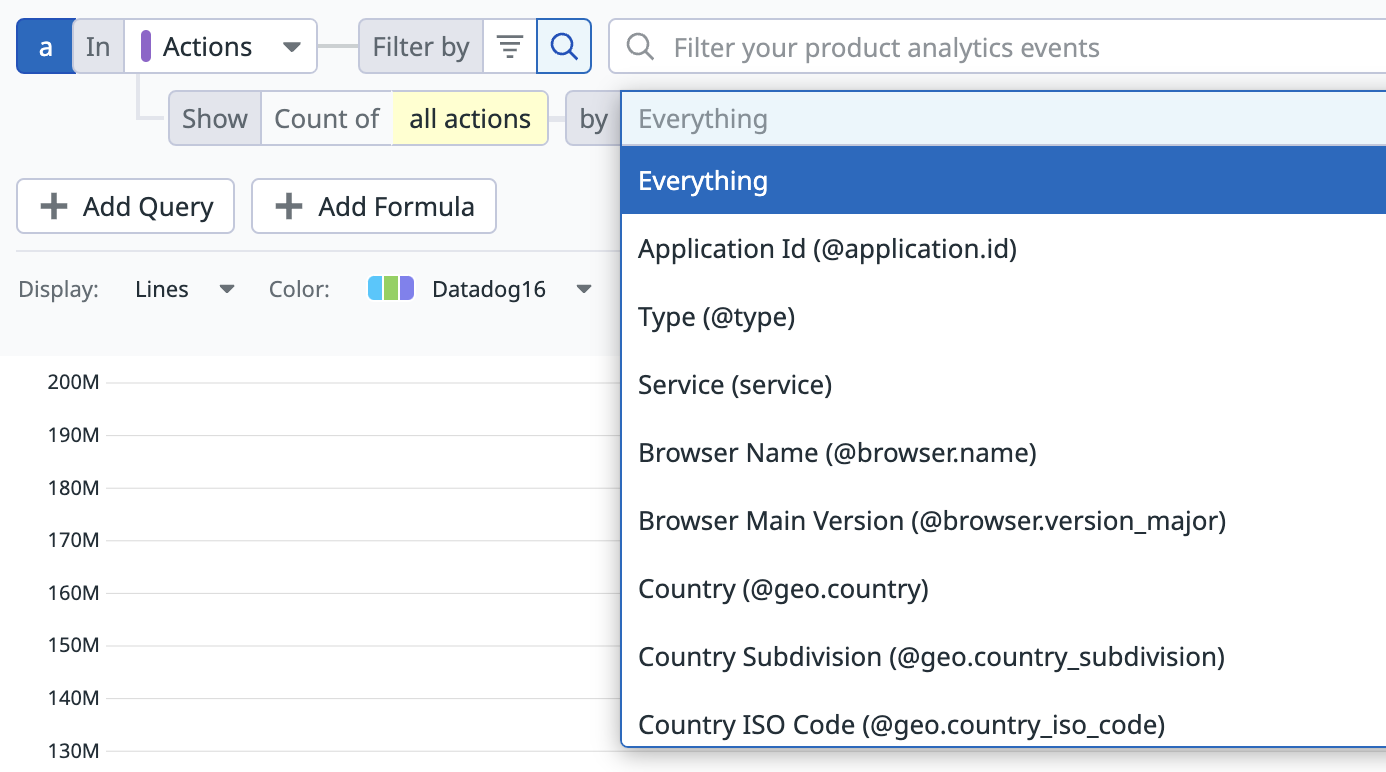 a In Actions Filter by Filter your product analytics events
Show Count of all actions by Everything
Everything
Add Query Add Formula
Application Id (@application.id)
Display: Lines Color: Datadog16
Type (@type)
Service (service)
Browser Name (@browser.name)
Browser Main Version (@browser.version_major)
Country (@geo.country)
Country Subdivision (@geo.country_subdivision)
Country ISO Code (@geo.country_iso_code)
200M
190M
180M
170M
160M
150M
140M
130M